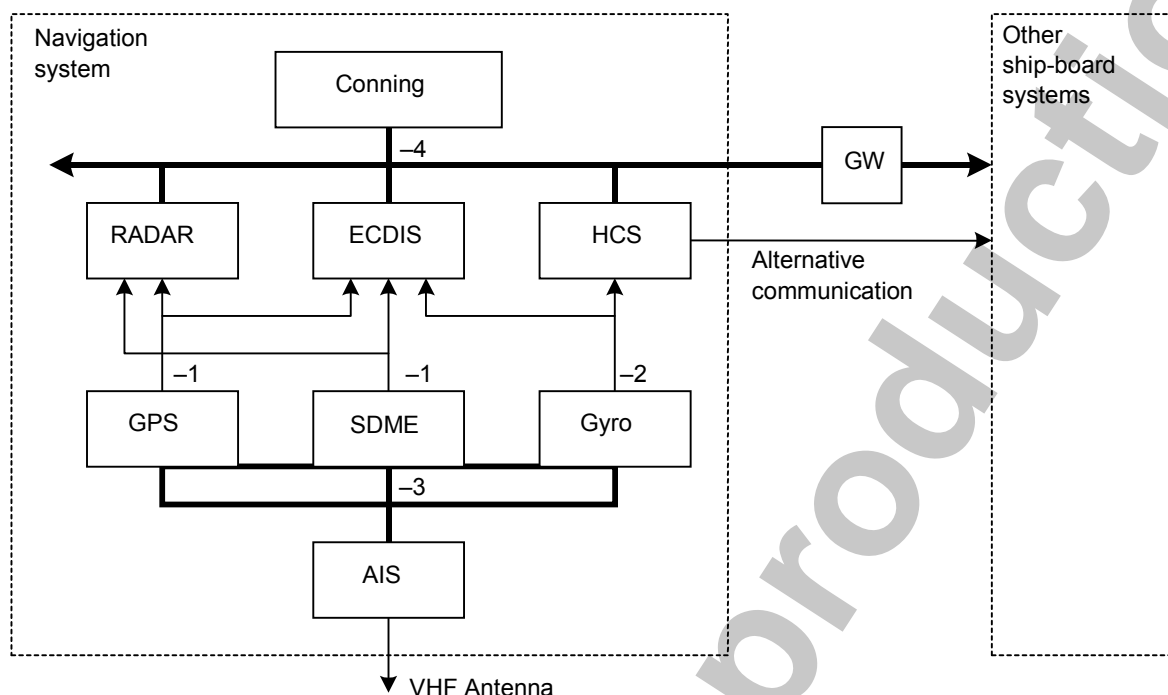 Navigation
system
Other
ship-board
systems
Conning
–4
GW
RADAR
ECDIS
HCS
Alternative
communication
–1
–1
–2
GPS
SDME
Gyro
–3
AIS
VHF Antenna
production